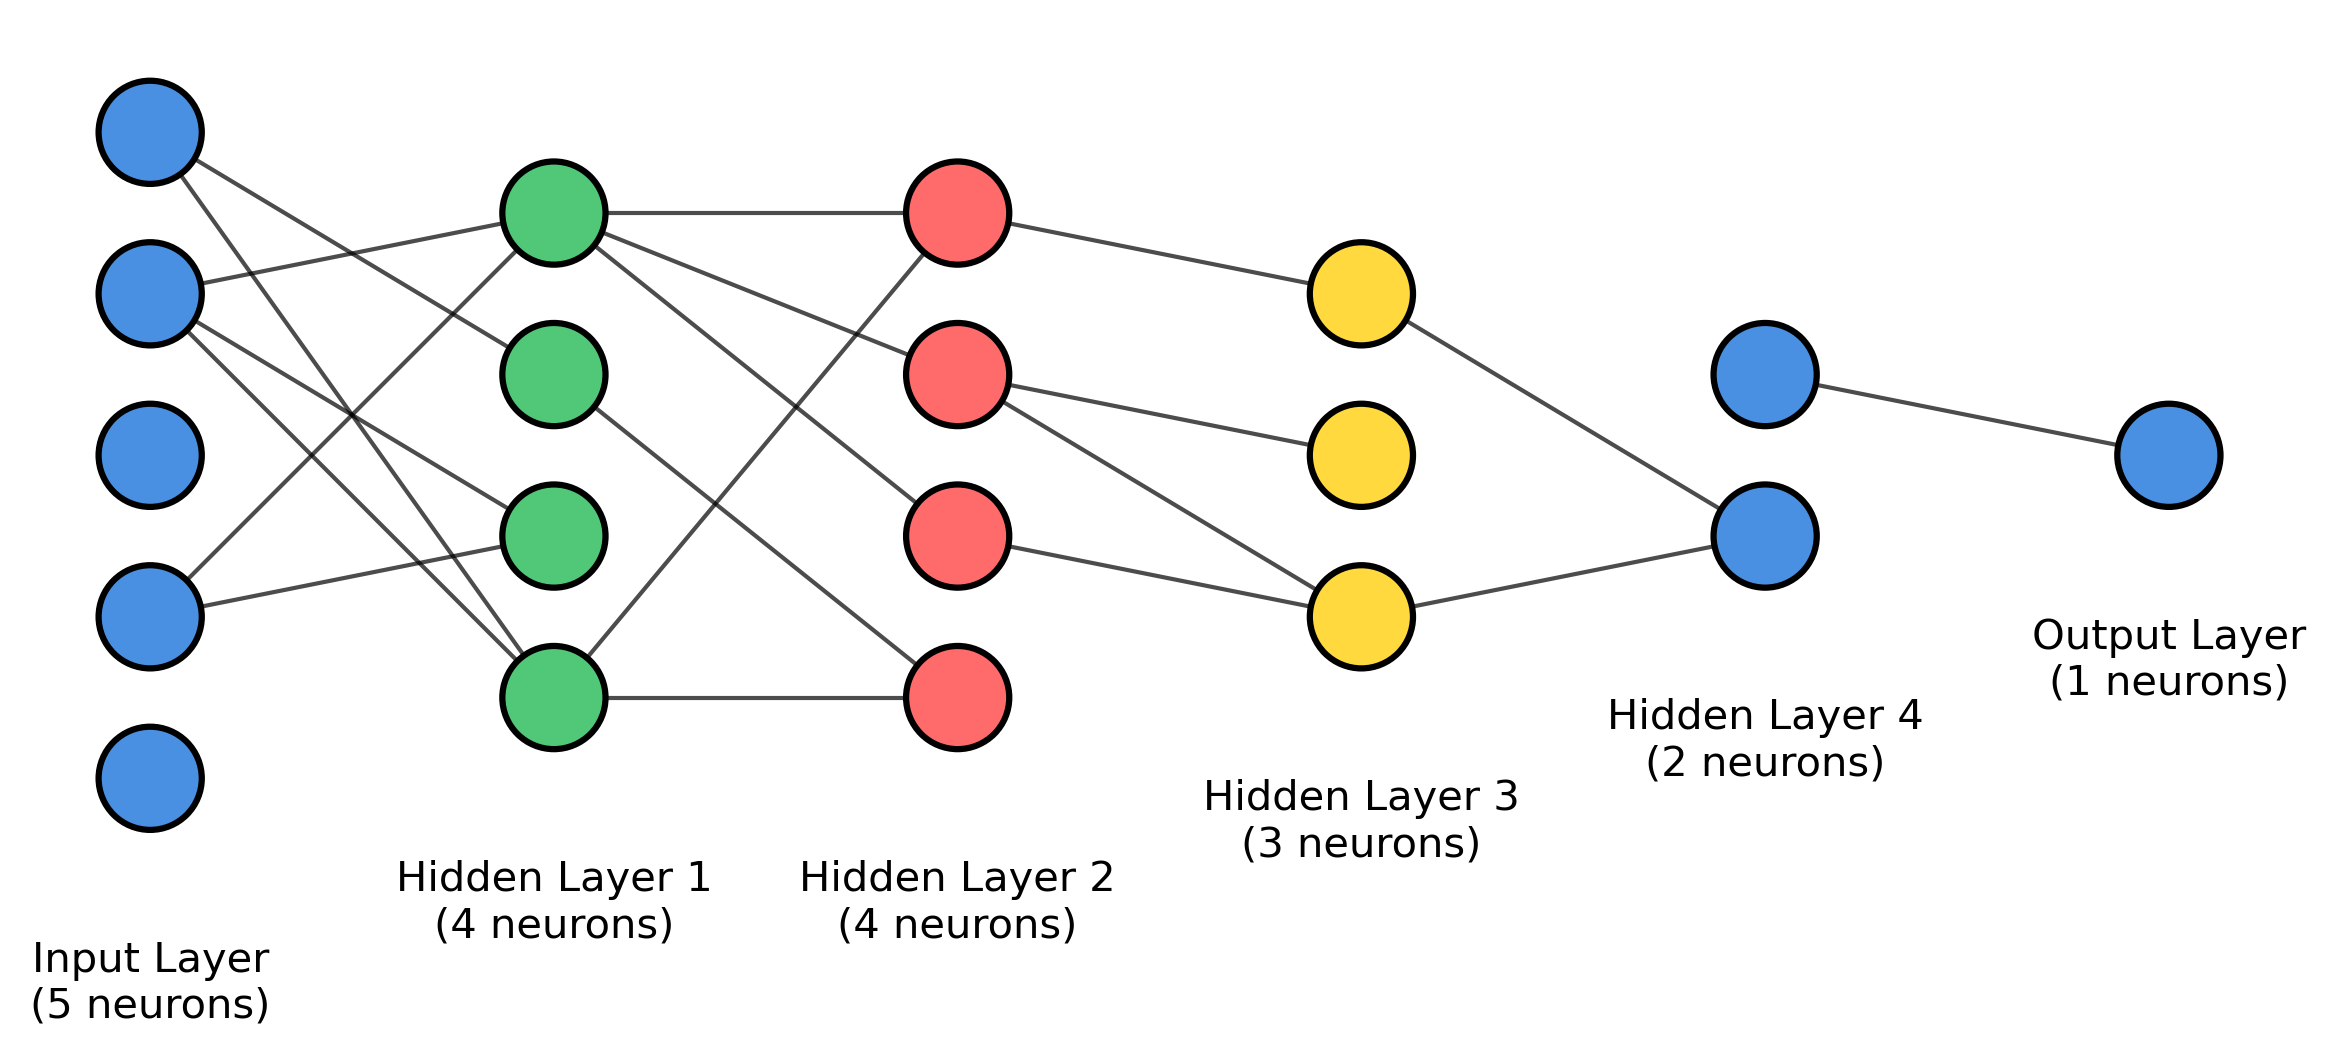 Input Layer
(5 neurons)
Hidden Layer 1
(4 neurons)
Hidden Layer 2
(4 neurons)
Hidden Layer 3
(3 neurons)
Hidden Layer 4
(2 neurons)
Output Layer
(1 neurons)